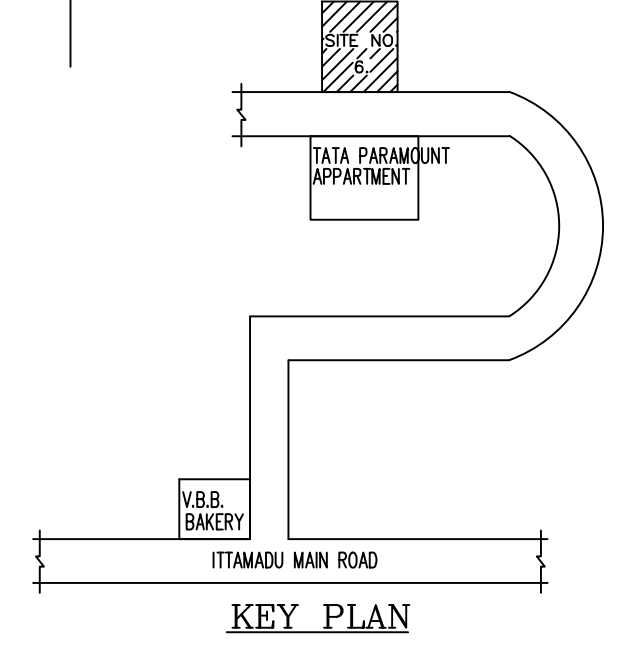 SITE NO.
6.
TATA PARAMOUNT
APPARTMENT
V.B.B.
BAKERY
ITTAMADU MAIN ROAD
KEY PLAN